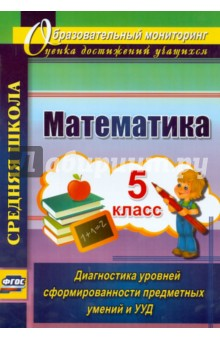 Образовательный мониторинг
Оценка достижений учащихся
СРЕДНЯЯ ШКОЛА
Математика
5
класс
ФГОС
Диагностика уровней
сформированности предметных
умений и УУД